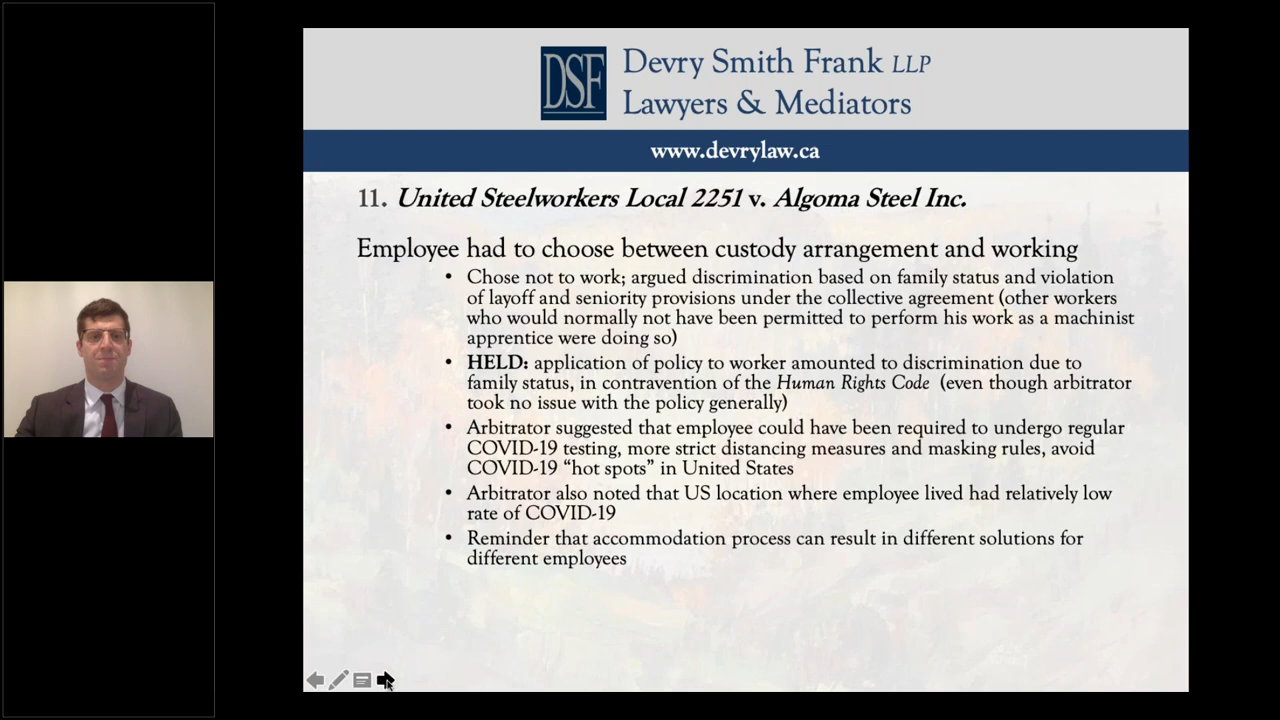 DSF
Devry Smith Frank LLP
Lawyers & Mediators
www.devrylaw.ca
11. United Steelworkers Local 2251 v. Algoma Steel Inc.
Employee had to choose between custody arrangement and working
• Chose not to work; argued discrimination based on family status and violation
of layoff and seniority provisions under the collective agreement (other workers
who would normally not have been permitted to perform his work as a machinist
apprentice were doing so)
• HELD: application of policy to worker amounted to discrimination due to
family status, in contravention of the Human Rights Code (even though arbitrator
took no issue with the policy generally)
• Arbitrator suggested that employee could have been required to undergo regular
COVID-19 testing, more strict distancing measures and masking rules, avoid
COVID-19 “hot spots” in United States
• Arbitrator also noted that US location where employee lived had relatively low
rate of COVID-19
• Reminder that accommodation process can result in different solutions for
different employees